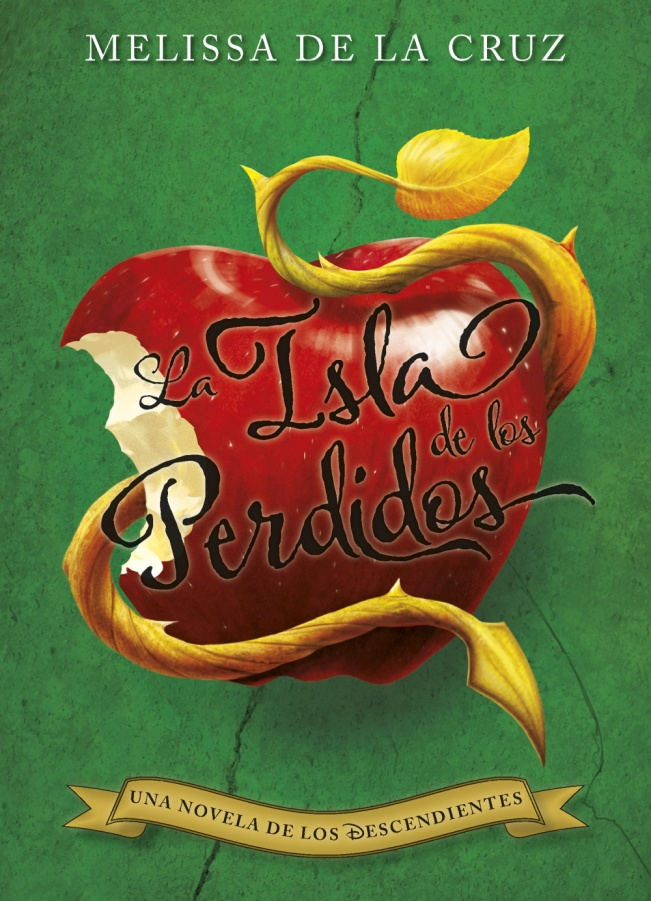 MELISSA DE LA CRUZ
La Isla
de los
Perdidos
UNA NOVELA DE LOS DESCENDIENTES